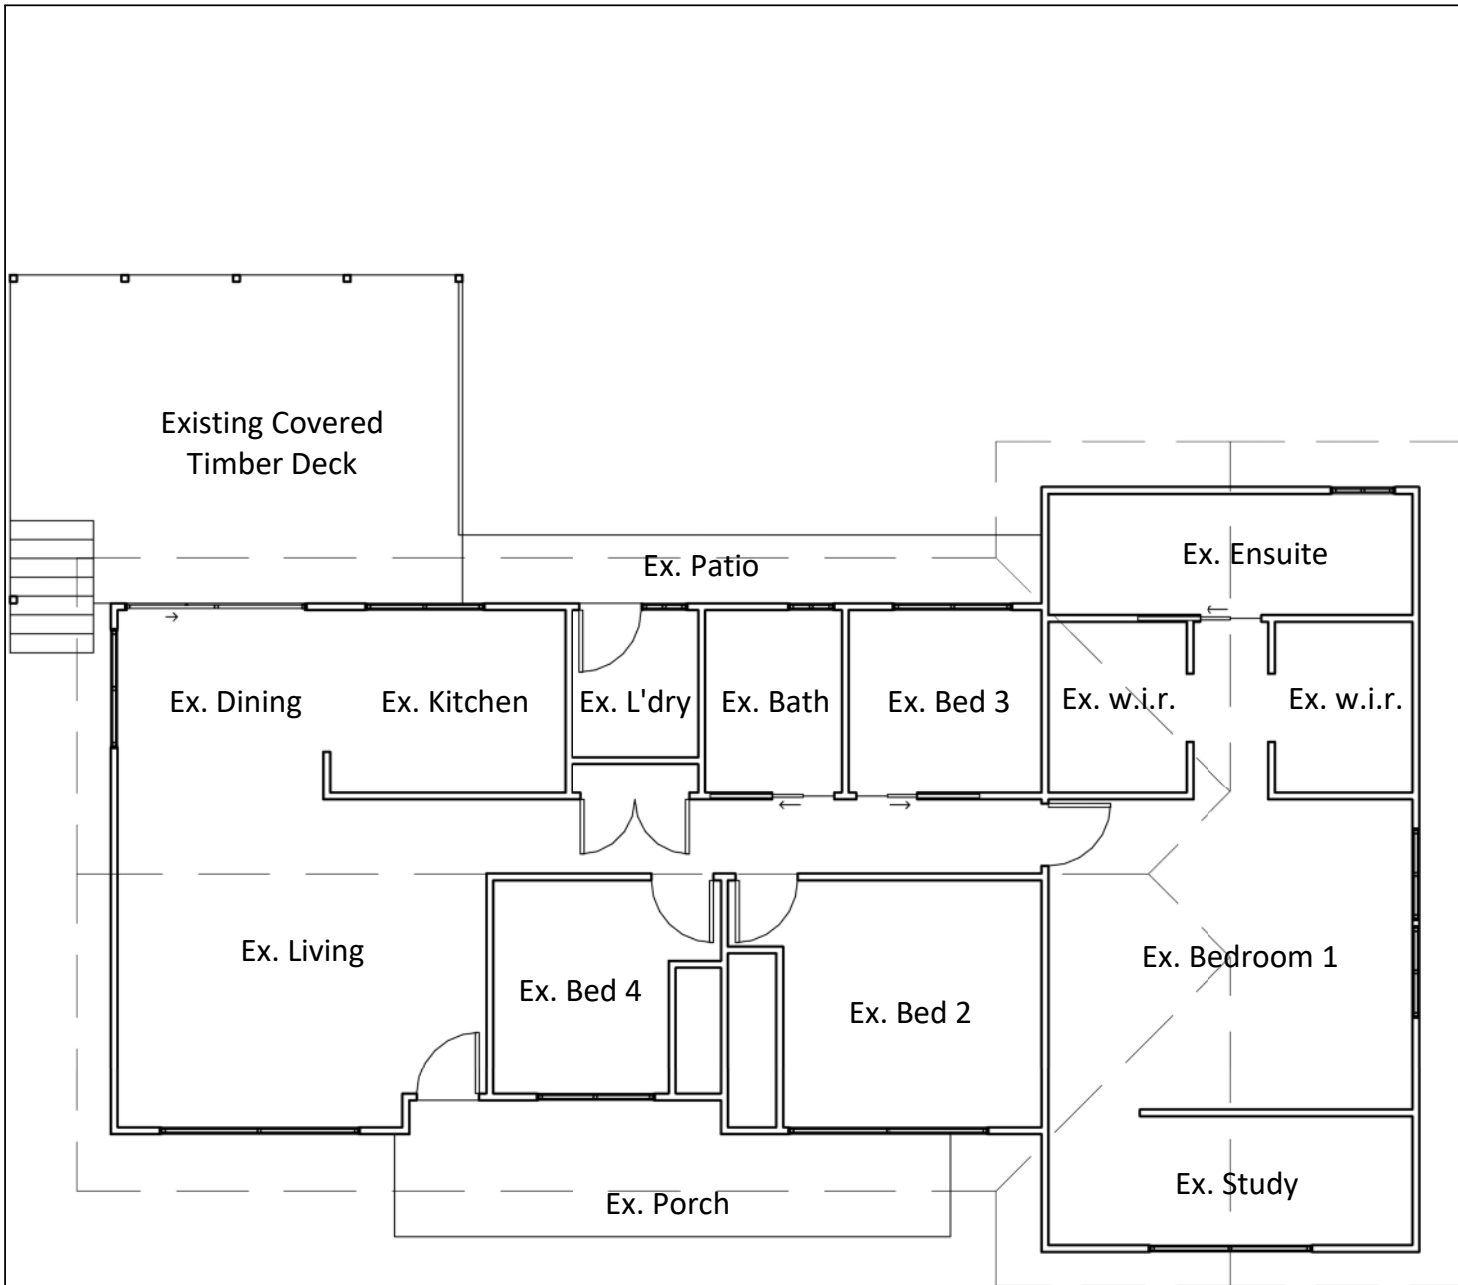 Existing Covered
Timber Deck
Ex. Patio
Ex. Ensuite
Ex. Dining
Ex. Kitchen
Ex. L'dry
Ex. Bath
Ex. Bed 3
Ex. w.i.r.
Ex. w.i.r.
Ex. Living
Ex. Bed 4
Ex. Bed 2
Ex. Bedroom 1
Ex. Porch
Ex. Study